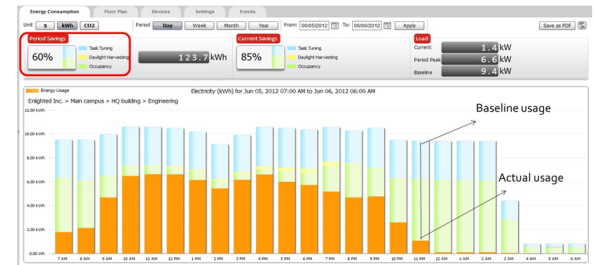 Energy Consumption Floor Plan Devices Settings Events
Unit $ kWh CO2 Period Day Week Month Year From: 06/05/2012 To: 06/06/2012 Apply Save as PDF
Period Savings
60%
Task Tuning
Daylight Harvesting
Occupancy
123.7 kWh
Current Savings
85%
Task Tuning
Daylight Harvesting
Occupancy
Load
Current 1.4 kW
Period Peak 6.6 kW
Baseline 9.4 kW
Energy Usage
Electricity (kWh) for Jun 05, 2012 07:00 AM to Jun 06, 2012 06:00 AM
Enlighted Inc. > Main campus > HQ building > Engineering
Baseline usage
Actual usage
12.00 kWh
10.00 kWh
8.00 kWh
6.00 kWh
4.00 kWh
2.00 kWh
0.00 kWh
7 AM 8 AM 9 AM 10 AM 11 AM 12 PM 1 PM 2 PM 3 PM 4 PM 5 PM 6 PM 7 PM 8 PM 9 PM 10 PM 11 PM 12 AM 1 AM 2 AM 3 AM 4 AM 5 AM 6 AM